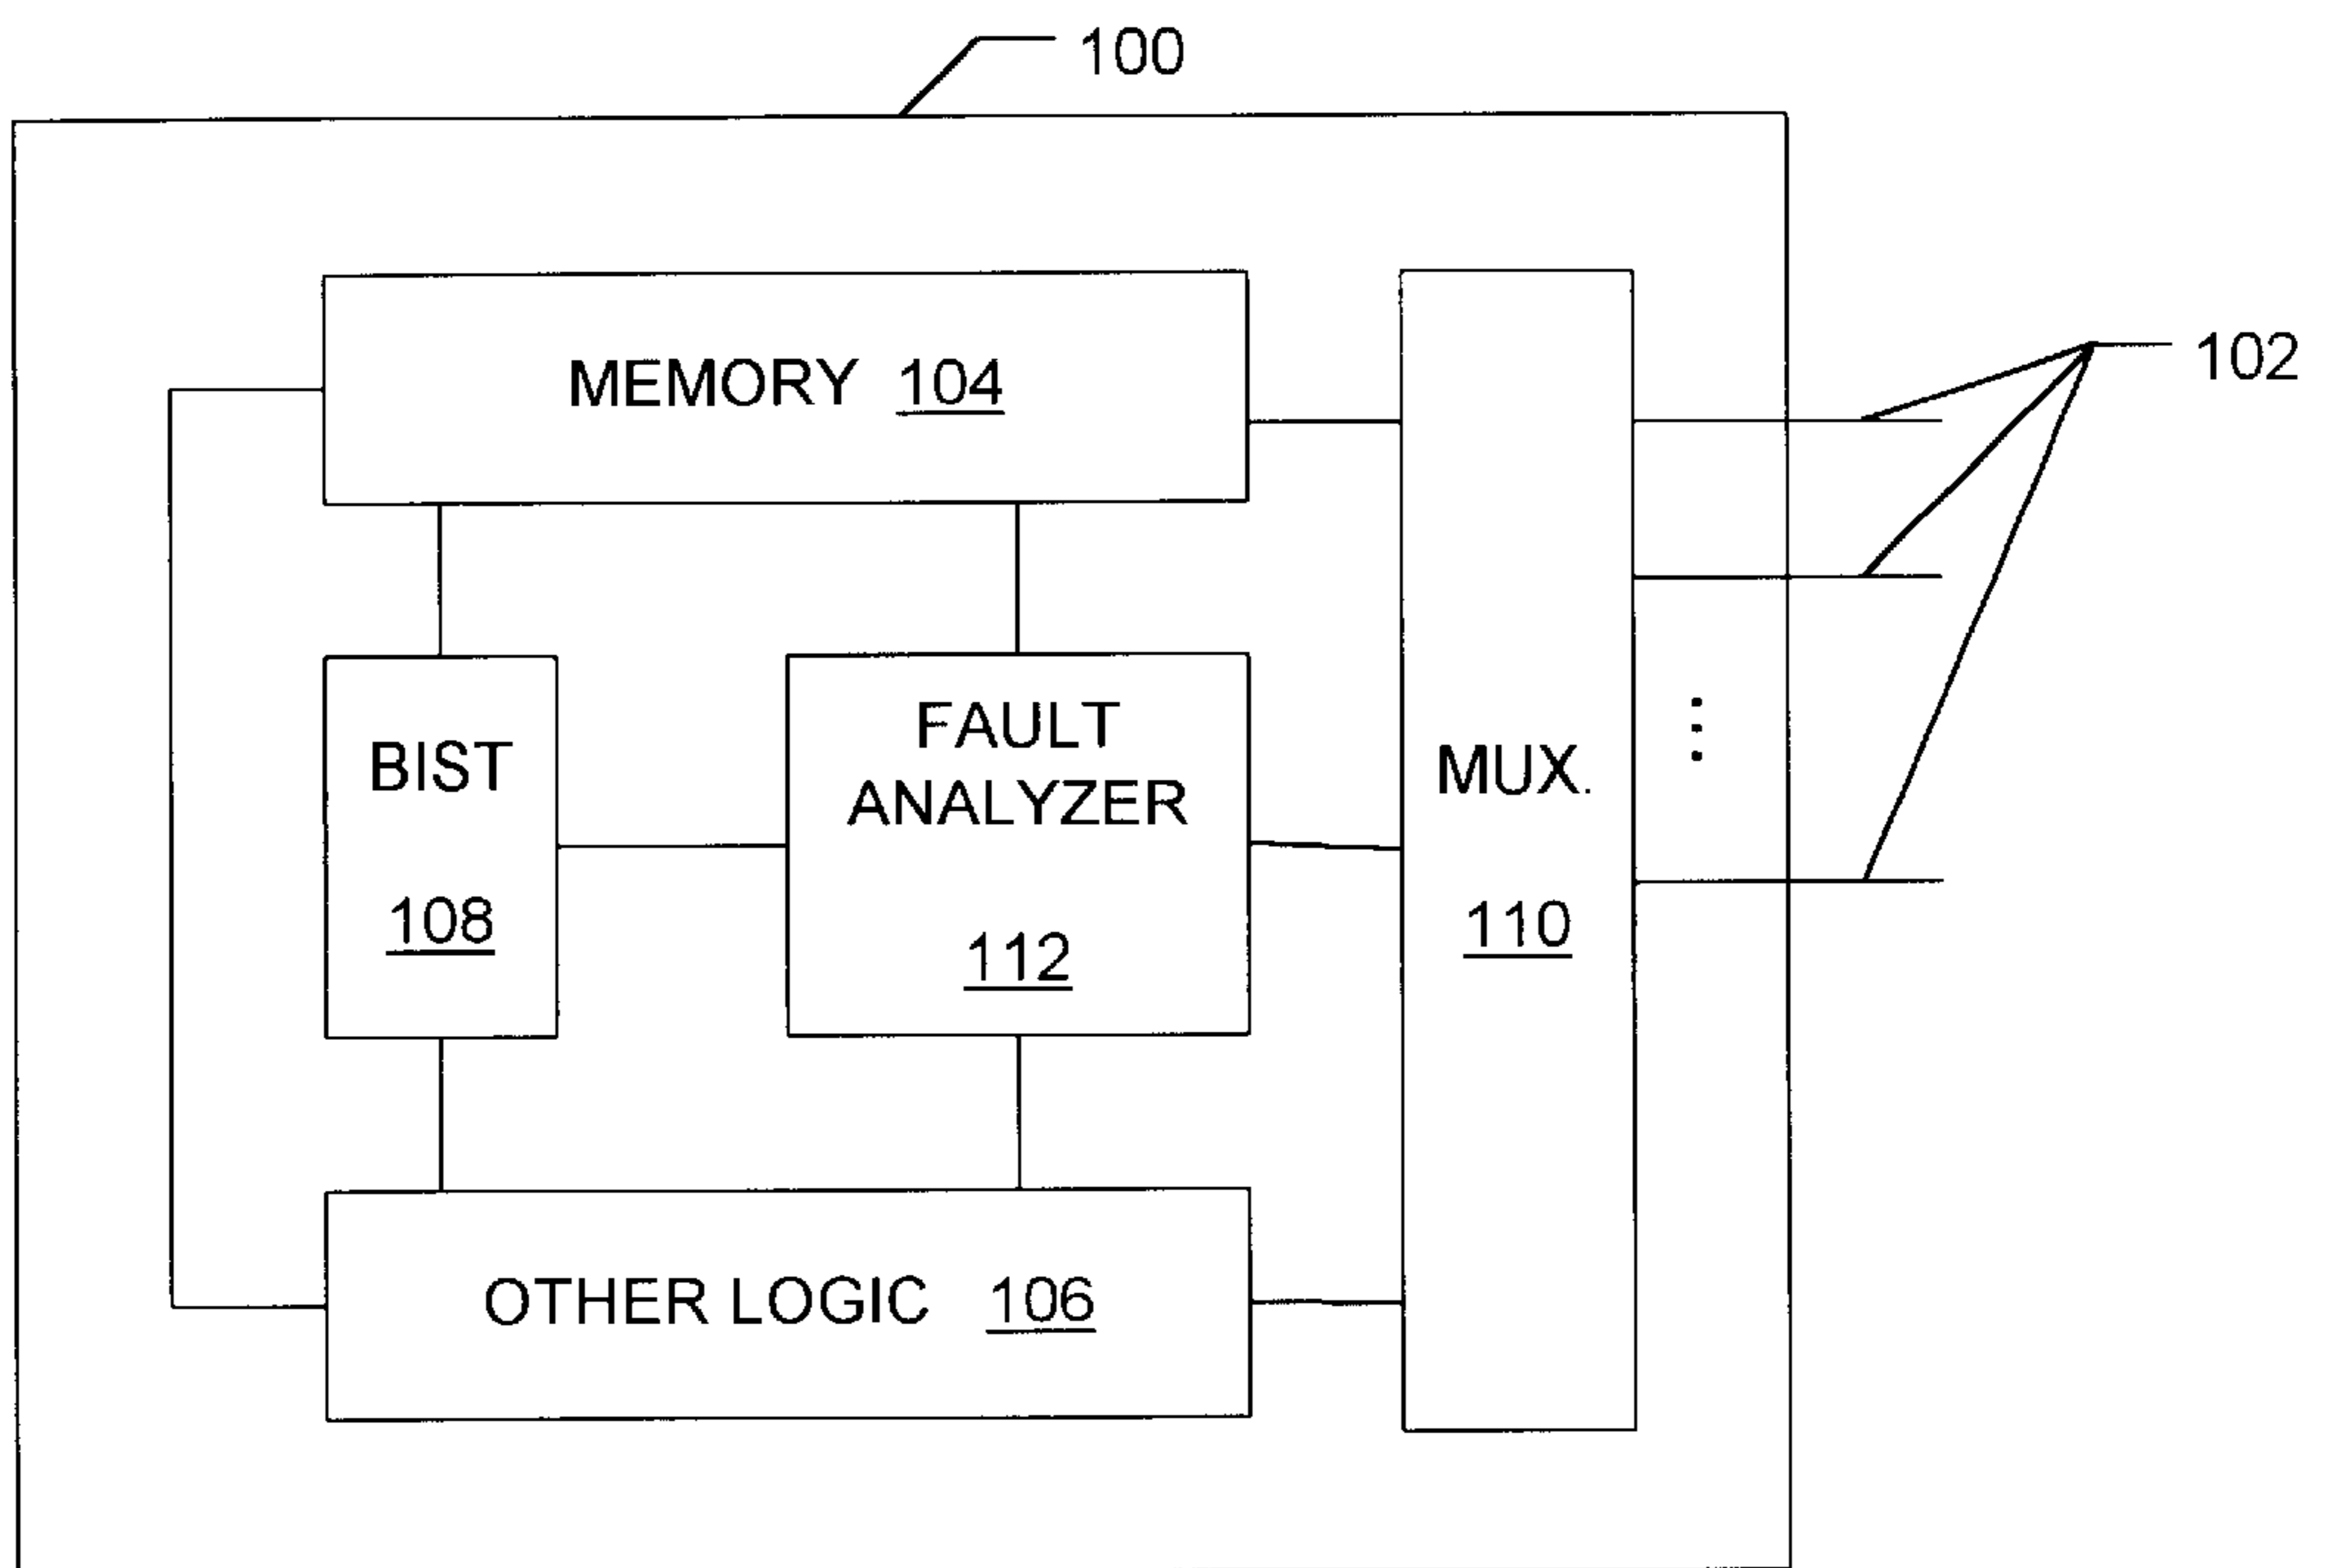 100
MEMORY 104
102
FAULT
ANALYZER
112
BIST
108
MUX.
110
OTHER LOGIC 106